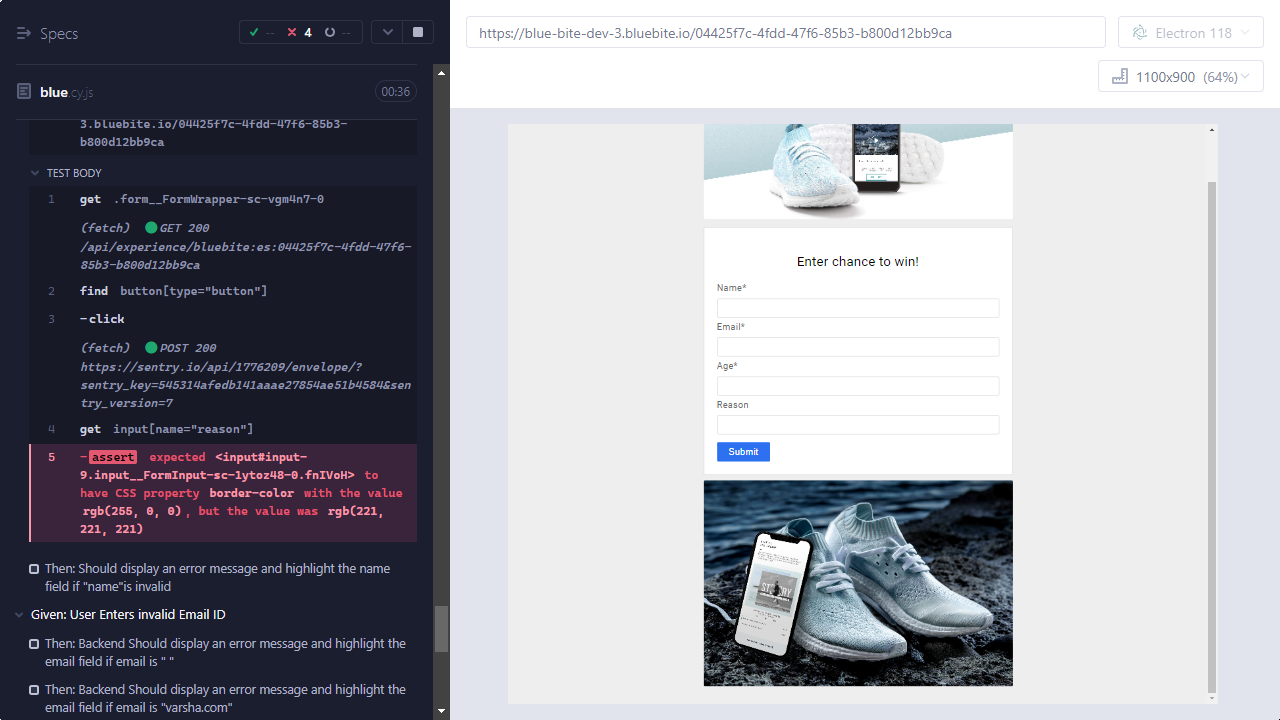 Specs
--
4
--
https://blue-bite-dev-3.bluebite.io/04425f7c-4fdd-47f6-85b3-b800d12bb9ca
Electron 118
1100x900 (64%)
blue.cy.js
00:36
3.bluebite.io/04425f7c-4fdd-47f6-85b3-
b800d12bb9ca
TEST BODY
1 get .form__FormWrapper-sc-vgm4n7-0
(fetch) GET 200
/api/experience/bluebite:es:04425f7c-4fdd-47f6-
85b3-b800d12bb9ca
2 find button[type="button"]
3 -click
(fetch) POST 200
https://sentry.io/api/1776209/envelope/?
sentry_key=545314afedb141aaae27854ae51b4584&sen
try_version=7
4 get input[name="reason"]
5 -assert expected <input#input-
9.input__FormInput-sc-1ytoz48-0.fnIVoH> to
have CSS property border-color with the value
rgb(255, 0, 0), but the value was rgb(221,
221, 221)
Then: Should display an error message and highlight the name
field if "name"is invalid
Given: User Enters invalid Email ID
Then: Backend Should display an error message and highlight the
email field if email is " "
Then: Backend Should display an error message and highlight the
email field if email is "varsha.com"
Enter chance to win!
Name*
Email*
Age*
Reason
Submit